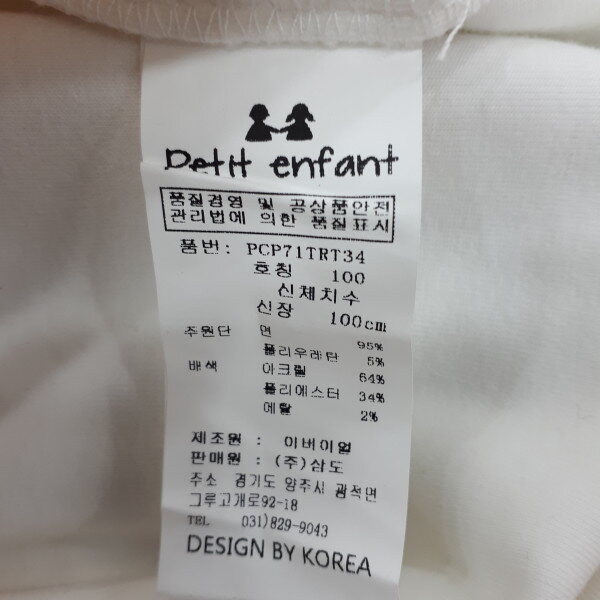 Petit enfant
품질경영 및 공상품안전
관리법에 의한 품질표시
품번: PCP71TRT34
호칭 100
신체치수
신장 100cm
주원단 면 95%
폴리우레탄 5%
배색 아크릴 64%
폴리에스터 34%
메탈 2%
제조원 : 이버이얼
판매원 : (주)삼도
주소 경기도 양주시 광적면
그루고개로92-18
TEL 031)829-9043
DESIGN BY KOREA